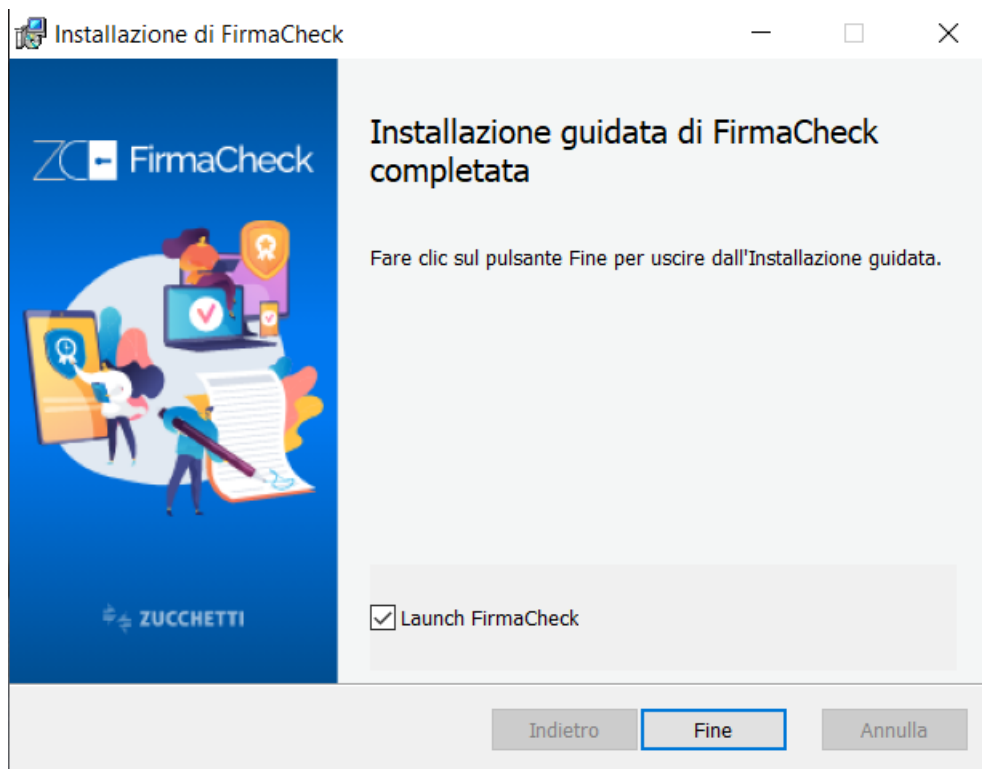 Installazione di FirmaCheck
ZC FirmaCheck
Installazione guidata di FirmaCheck
completata
Fare clic sul pulsante Fine per uscire dall'Installazione guidata.
ZUCCHETTI
Launch FirmaCheck
Indietro
Fine
Annulla